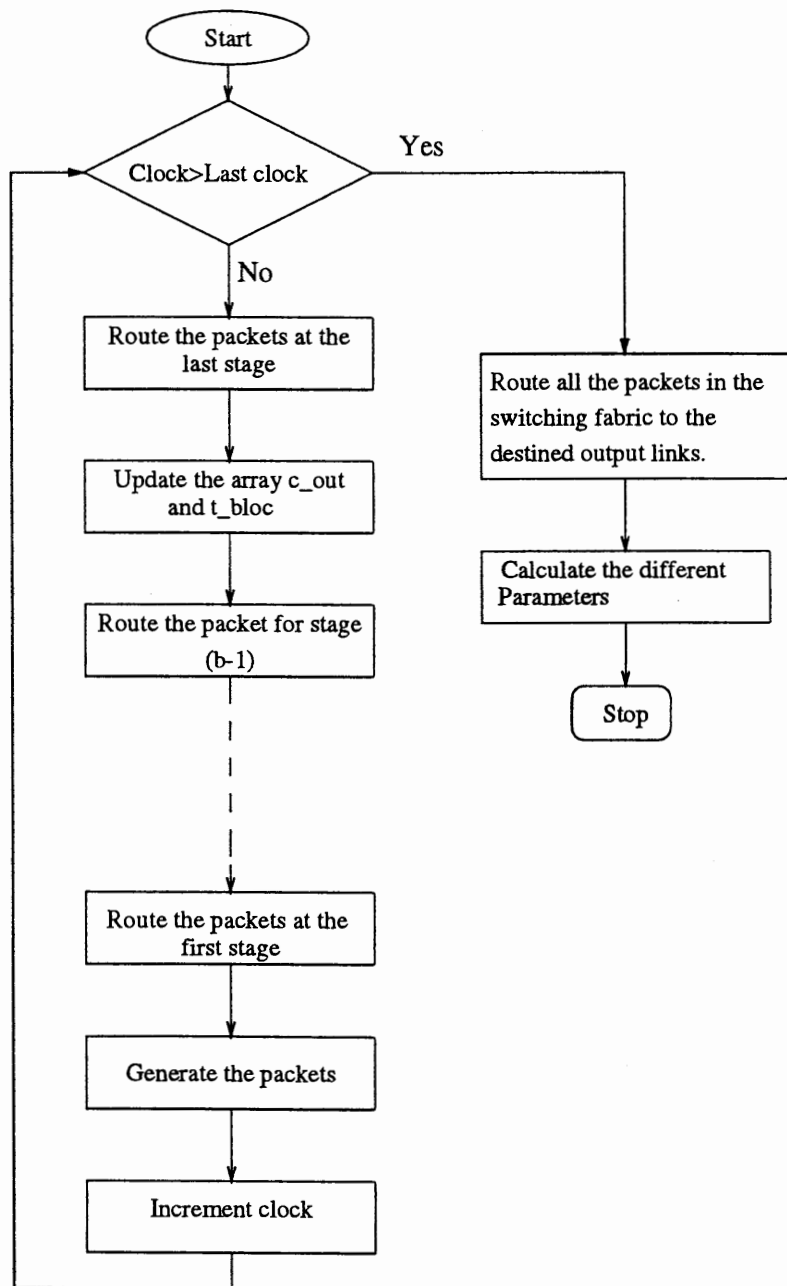 Start
Clock>Last clock
Yes
No
Route the packets at the
last stage
Update the array c_out
and t_bloc
Route the packet for stage
(b-1)
Route the packets at the
first stage
Generate the packets
Increment clock
Route all the packets in the
switching fabric to the
destined output links.
Calculate the different
Parameters
Stop